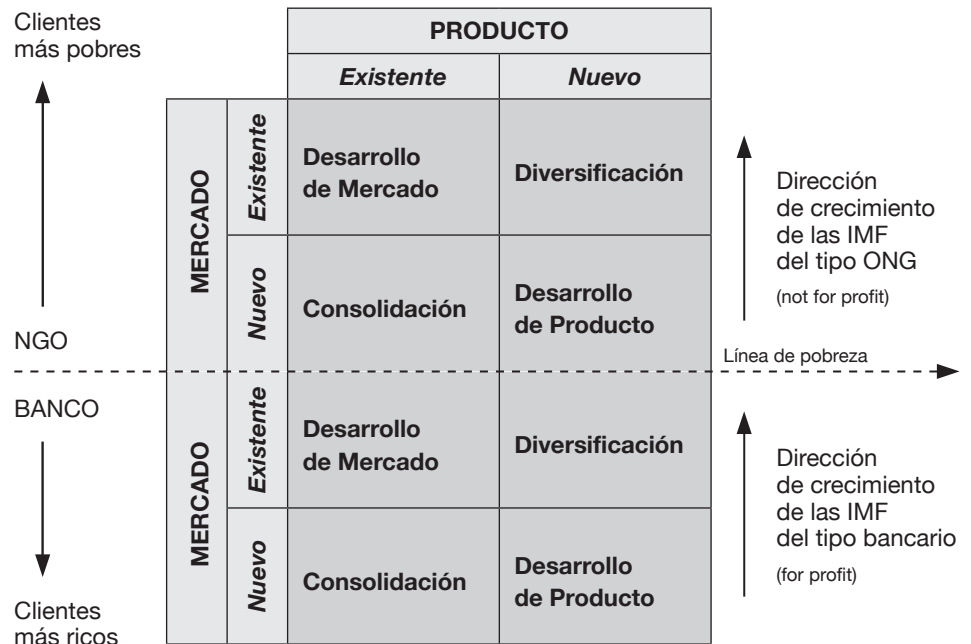 Clientes
más pobres
PRODUCTO
Existente
Nuevo
MERCADO
Existente
Desarrollo
de Mercado
Diversificación
Nuevo
Consolidación
Desarrollo
de Producto
Dirección
de crecimiento
de las IMF
del tipo ONG
(not for profit)
NGO
Línea de pobreza
BANCO
MERCADO
Existente
Desarrollo
de Mercado
Diversificación
Nuevo
Consolidación
Desarrollo
de Producto
Dirección
de crecimiento
de las IMF
del tipo bancario
(for profit)
Clientes
más ricos